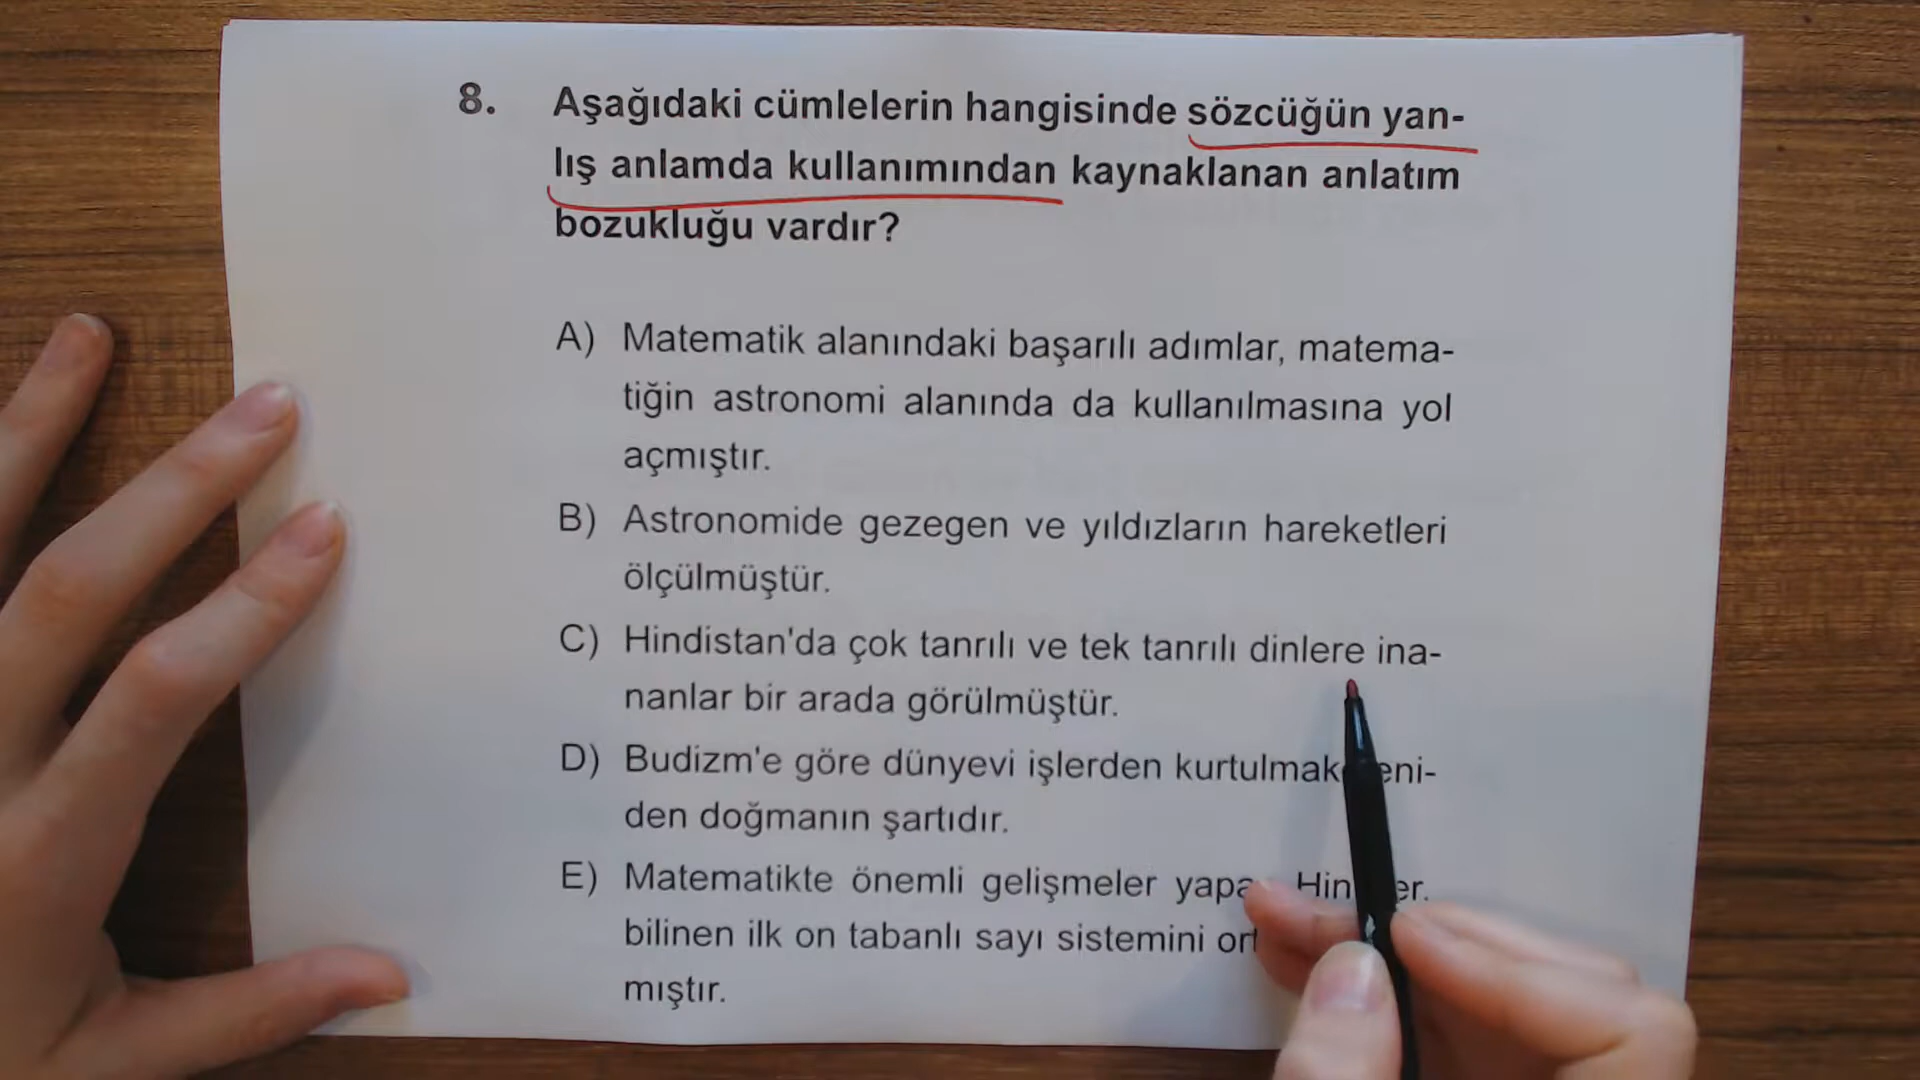 8. Aşağıdaki cümlelerin hangisinde sözcüğün yan-
lış anlamda kullanımından kaynaklanan anlatım
bozukluğu vardır?
A) Matematik alanındaki başarılı adımlar, matema-
tiğin astronomi alanında da kullanılmasına yol
açmıştır.
B) Astronomide gezegen ve yıldızların hareketleri
ölçülmüştür.
C) Hindistan'da çok tanrılı ve tek tanrılı dinlere ina-
nanlar bir arada görülmüştür.
D) Budizm'e göre dünyevi işlerden kurtulmak
den doğmanın şartıdır.
E) Matematikte önemli gelişmeler
bilinen ilk on tabanlı sayı sistemini
mıştır.